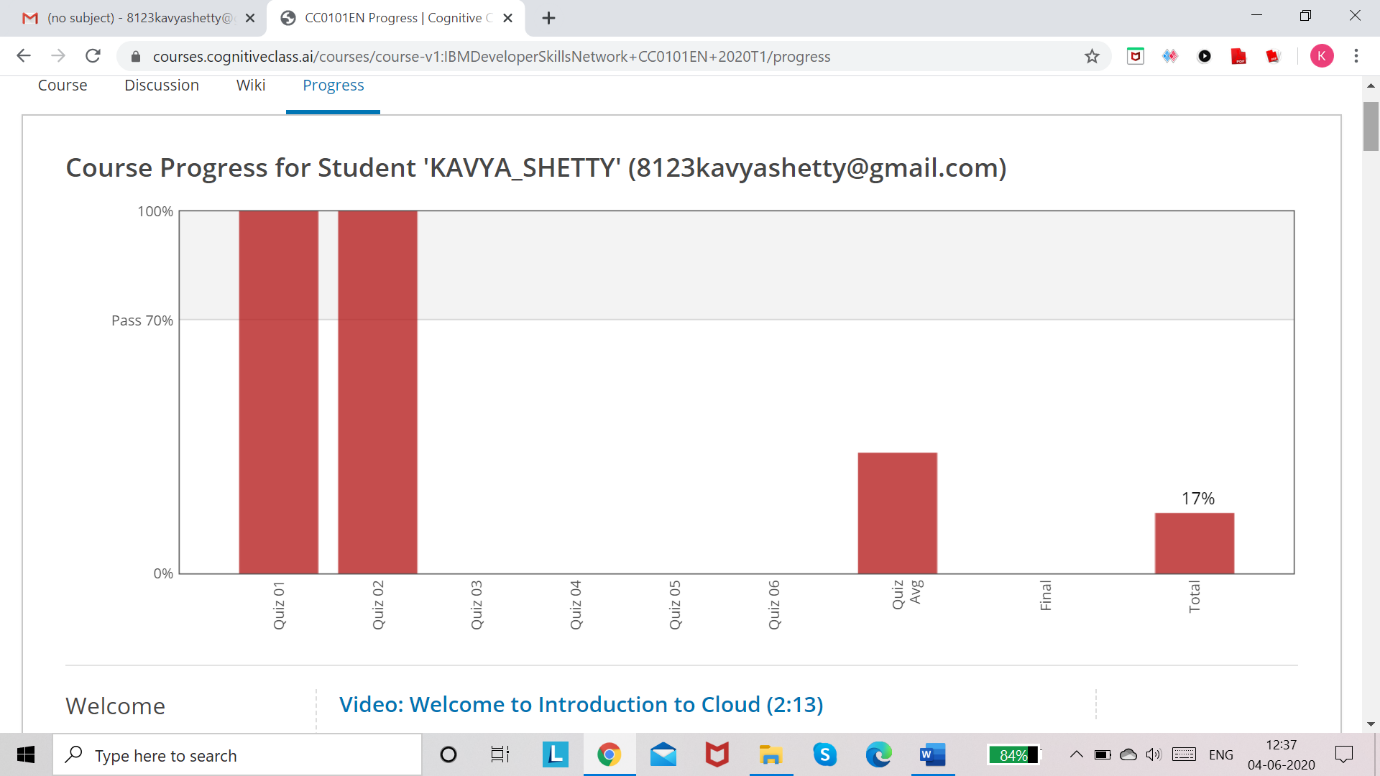 (no subject) - 8123kavyashetty@
CC0101EN Progress | Cognitive C
courses.cognitiveclass.ai/courses/course-v1:IBMDeveloperSkillsNetwork+CC0101EN+2020T1/progress
K
Course Discussion Wiki Progress
Course Progress for Student 'KAVYA_SHETTY' (8123kavyashetty@gmail.com)
100%
Pass 70%
17%
0%
Quiz 01
Quiz 02
Quiz 03
Quiz 04
Quiz 05
Quiz 06
Quiz
Avg
Final
Total
Welcome
Video: Welcome to Introduction to Cloud (2:13)
Type here to search
L
S
W
84%
ENG
12:37
04-06-2020